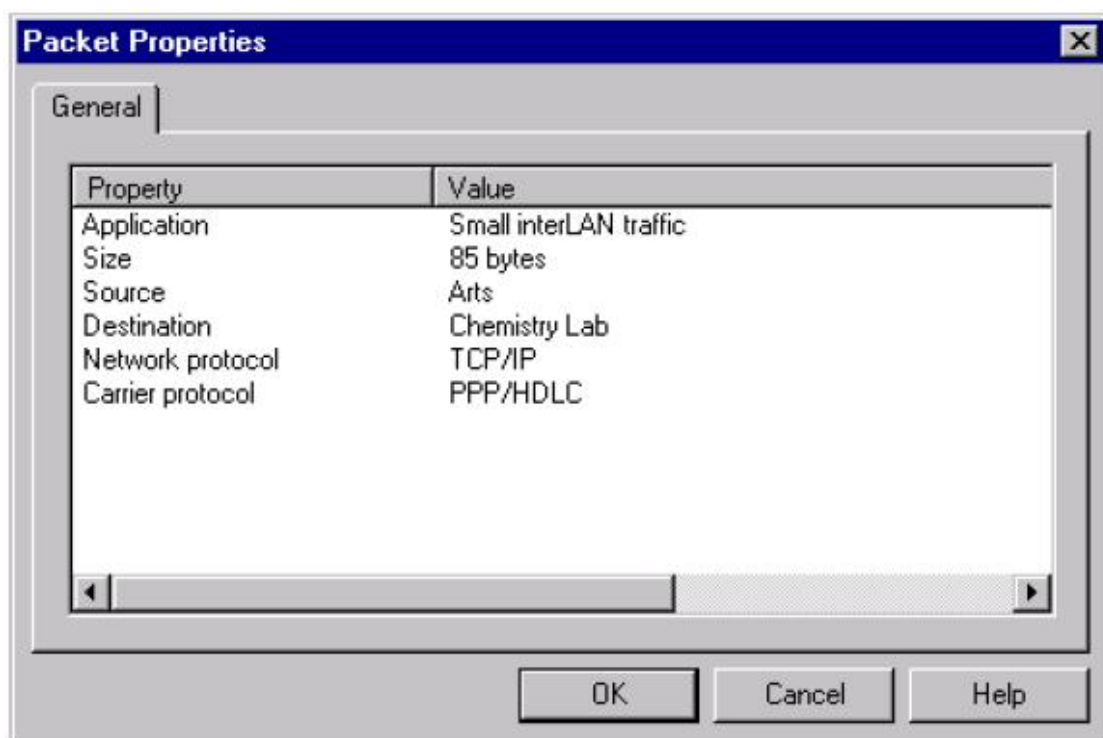 Packet Properties
General
Property Value
Application Small interLAN traffic
Size 85 bytes
Source Arts
Destination Chemistry Lab
Network protocol TCP/IP
Carrier protocol PPP/HDLC
OK Cancel Help